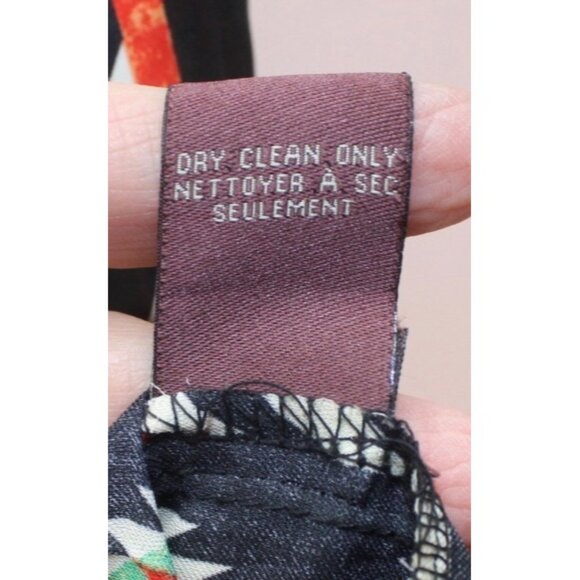 DRY CLEAN ONLY
NETTOYER À SEC
SEULEMENT